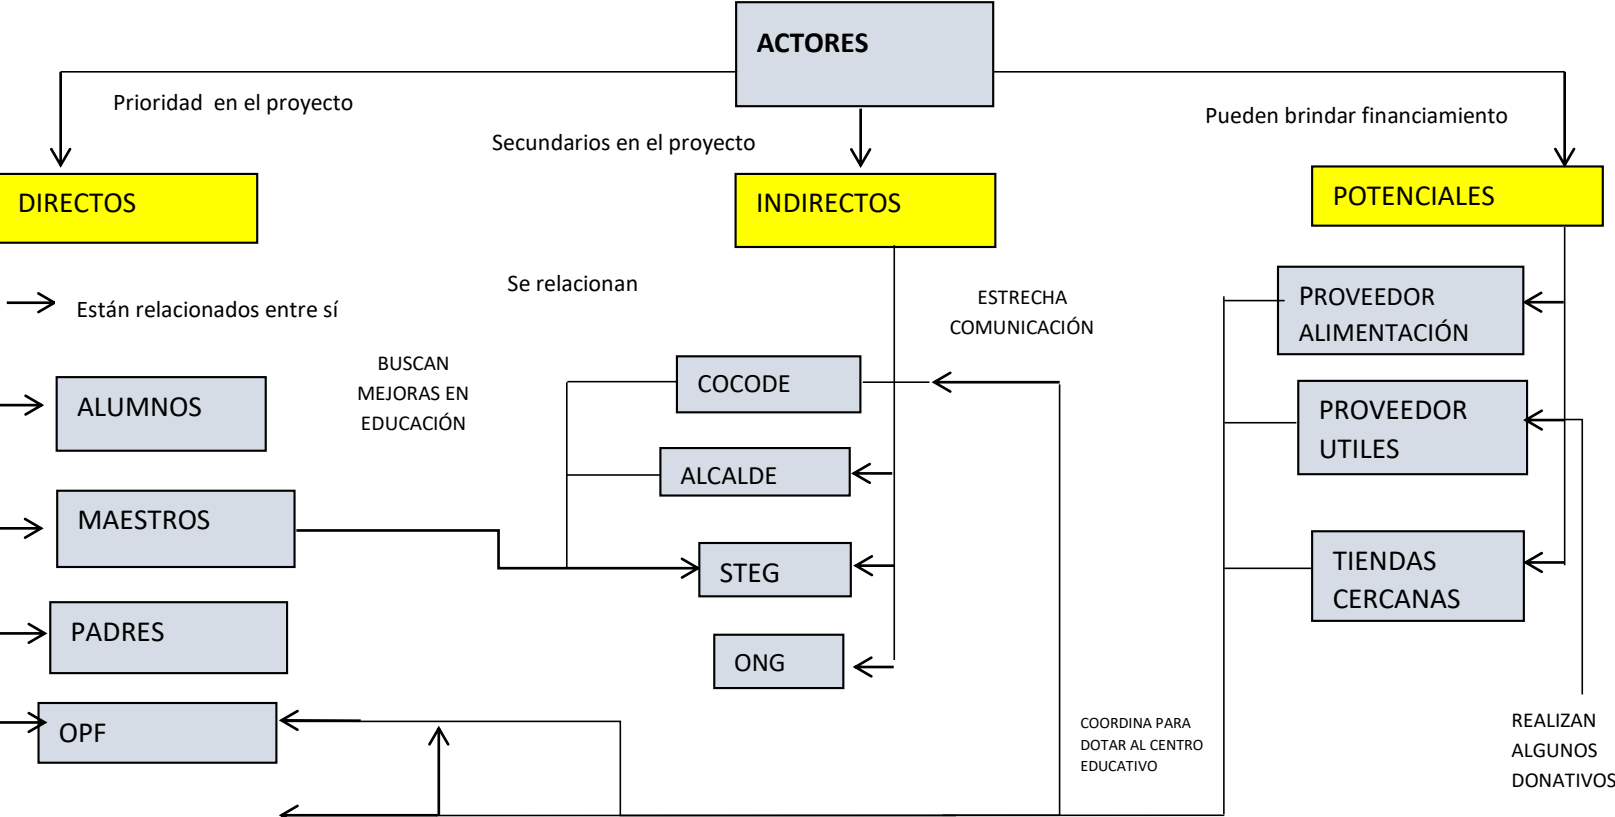 ACTORES
Prioridad  en el proyecto
Secundarios en el proyecto
Pueden brindar financiamiento
DIRECTOS
INDIRECTOS
POTENCIALES
Están relacionados entre sí
Se relacionan
ESTRECHA
COMUNICACIÓN
PROVEEDOR
ALIMENTACIÓN
ALUMNOS
BUSCAN
MEJORAS EN
EDUCACIÓN
COCODE
PROVEEDOR
UTILES
ALCALDE
MAESTROS
STEG
TIENDAS
CERCANAS
PADRES
ONG
OPF
COORDINA PARA
DOTAR AL CENTRO
EDUCATIVO
REALIZAN
ALGUNOS
DONATIVOS